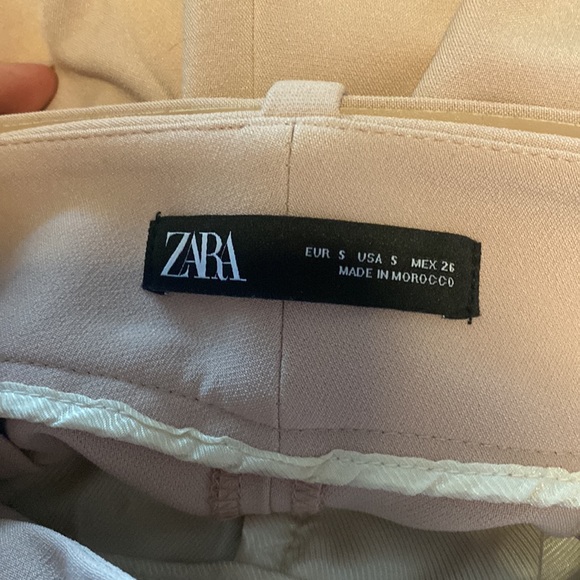 ZARA
EUR S USA S MEX 26
MADE IN MOROCCO